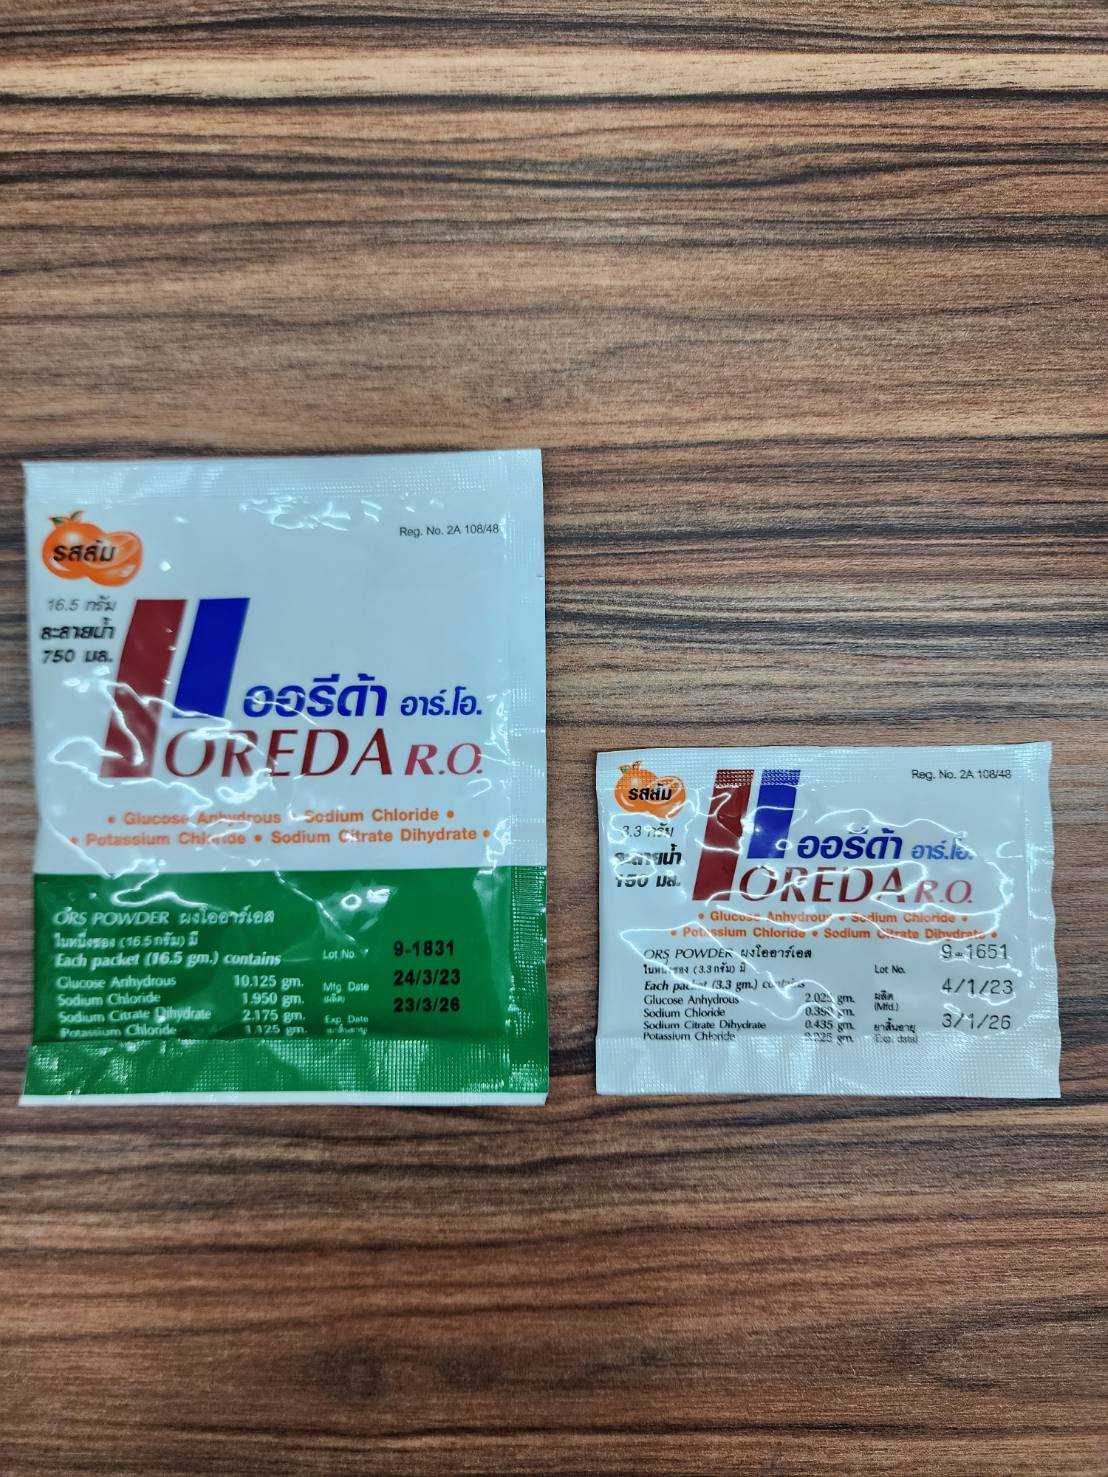 รสส้ม
Reg. No. 2A 108/48
16.5 กรัม
ละลายน้ำ
750 มล.
ออรีด้า อาร์.โอ.
OREDA R.O.
• Glucose Anhydrous • Sodium Chloride •
• Potassium Chloride • Sodium Citrate Dihydrate •
ORS POWDER ผงโออาร์เอส
ในหนึ่งซอง (16.5 กรัม) มี
Each packet (16.5 gm.) contains
Glucose Anhydrous 10.125 gm.
Sodium Chloride 1.950 gm.
Sodium Citrate Dihydrate 2.175 gm.
Potassium Chloride 1.125 gm.
Lot No. 9-1831
Mfg Date 24/3/23
(ผลิต)
Exp. Date 23/3/26
ยาสิ้นอายุ
รสส้ม
Reg. No. 2A 108/48
3.3 กรัม
ละลายน้ำ
150 มล.
ออรีด้า อาร์.โอ.
OREDA R.O.
• Glucose Anhydrous • Sodium Chloride •
• Potassium Chloride • Sodium Citrate Dihydrate •
ORS POWDER ผงโออาร์เอส
ในหนึ่งซอง (3.3 กรัม) มี
Each packet (3.3 gm.) contains
Glucose Anhydrous 2.025 gm.
Sodium Chloride gm.
Sodium Citrate Dihydrate 0.435 gm.
Potassium Chloride 0.225 gm.
9-1651
Lot No.
4/1/23
ผลิต
(Mfd.)
3/1/26
ยาสิ้นอายุ
(Exp. date)